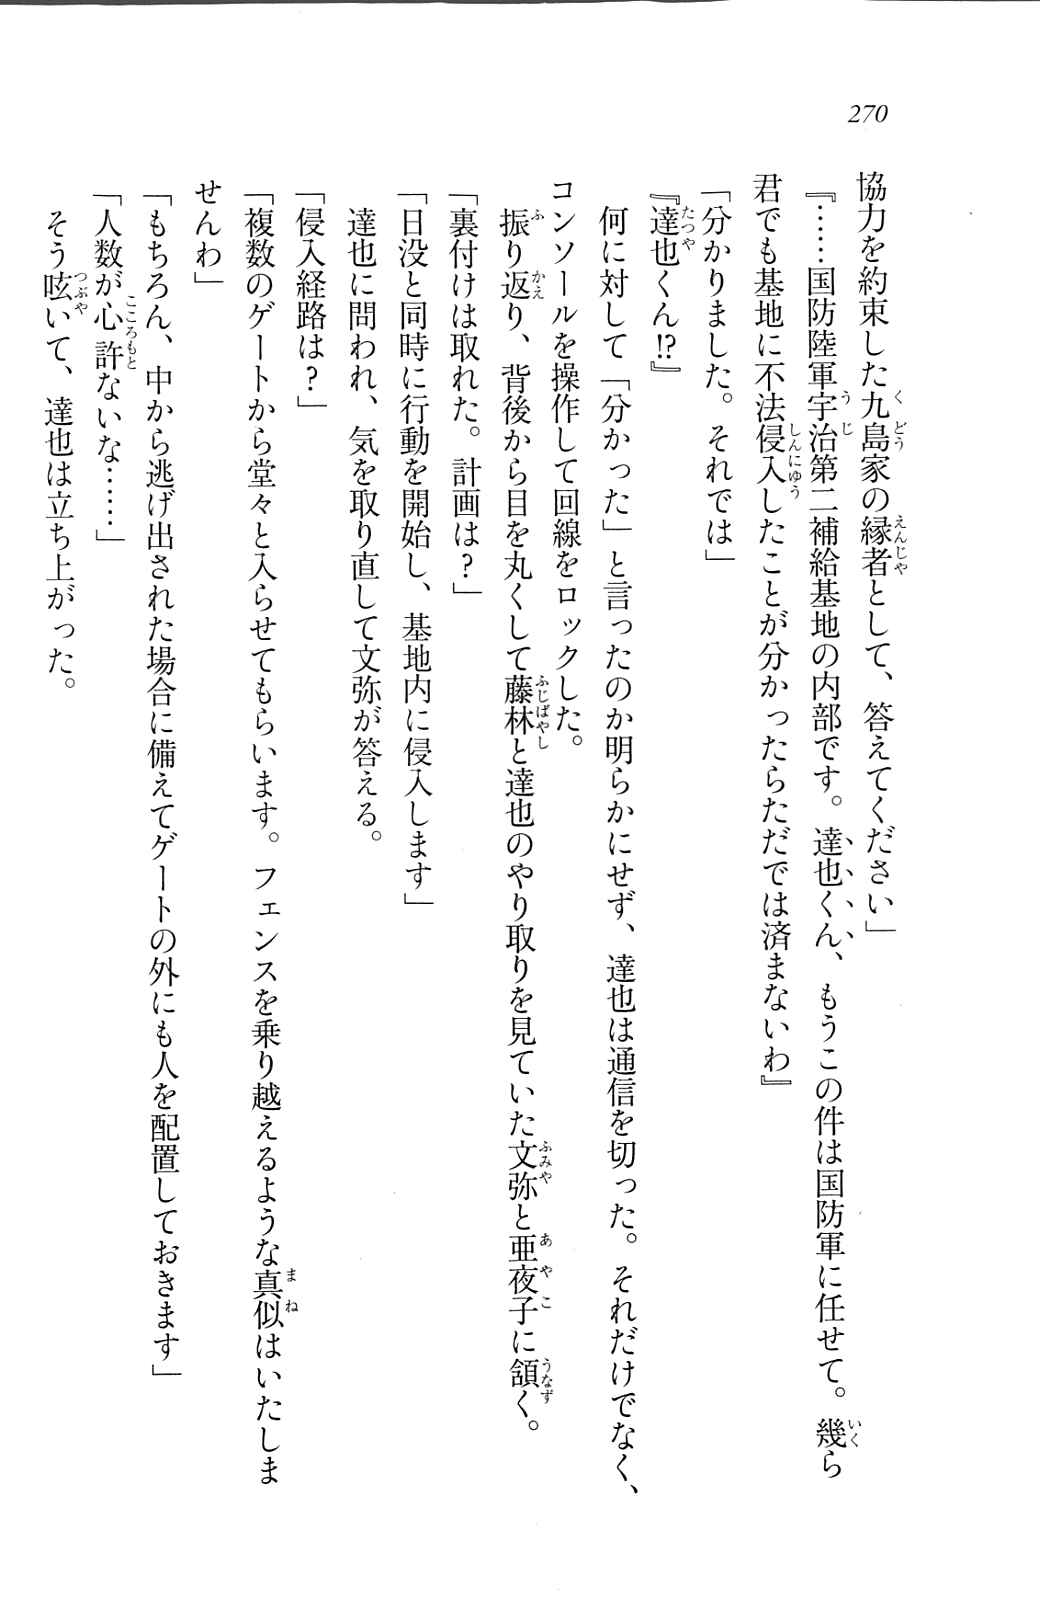 270
協力を約束した九島家の縁者として、答えてください」
『……国防陸軍宇治第二補給基地の内部です。達也くん、もうこの件は国防軍に任せて。幾ら
君でも基地に不法侵入したことが分かったらただでは済まないわ』
「分かりました。それでは」
『達也くん!?』
何に対して「分かった」と言ったのか明らかにせず、達也は通信を切った。それだけでなく、
コンソールを操作して回線をロックした。
振り返り、背後から目を丸くして藤林と達也のやり取りを見ていた文弥と亜夜子に頷く。
「裏付けは取れた。計画は？」
「日没と同時に行動を開始し、基地内に侵入します」
達也に問われ、気を取り直して文弥が答える。
「侵入経路は？」
「複数のゲートから堂々と入らせてもらいます。フェンスを乗り越えるような真似はいたしま
せんわ」
「もちろん、中から逃げ出された場合に備えてゲートの外にも人を配置しておきます」
「人数が心許ないな……」
そう呟いて、達也は立ち上がった。